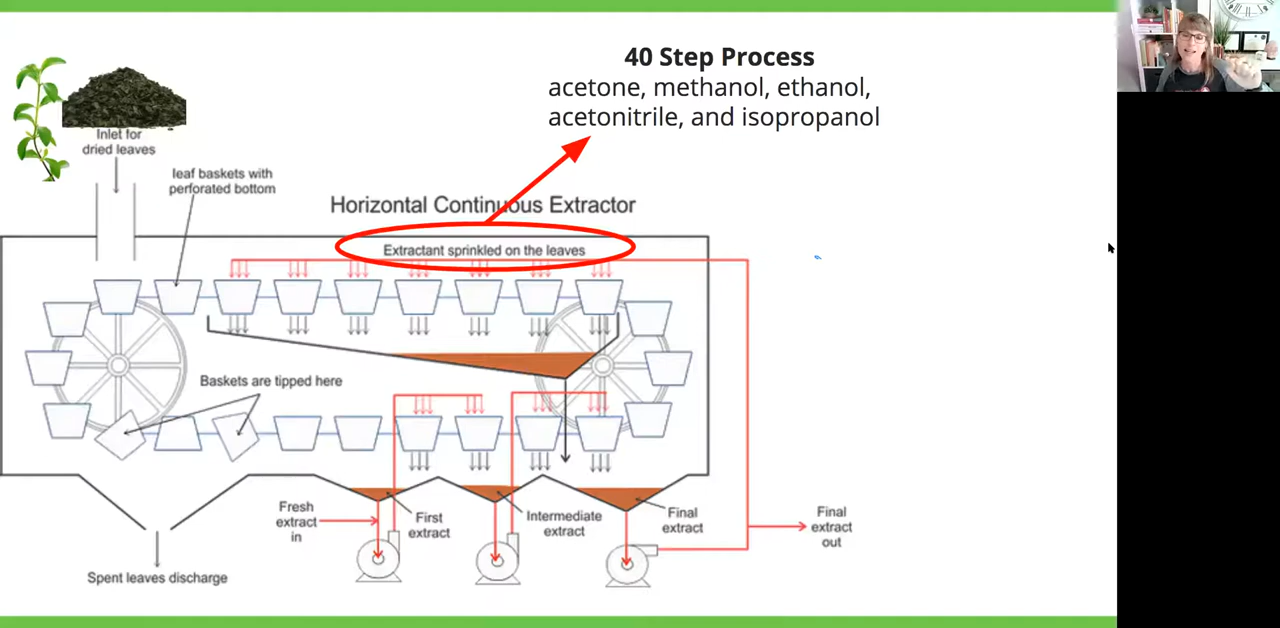 40 Step Process
acetone, methanol, ethanol,
acetonitrile, and isopropanol
Inlet for
dried leaves
leaf baskets with
perforated bottom
Horizontal Continuous Extractor
Extractant sprinkled on the leaves
Baskets are tipped here
Fresh
extract
in
First
extract
Intermediate
extract
Final
extract
Final
extract
out
Spent leaves discharge